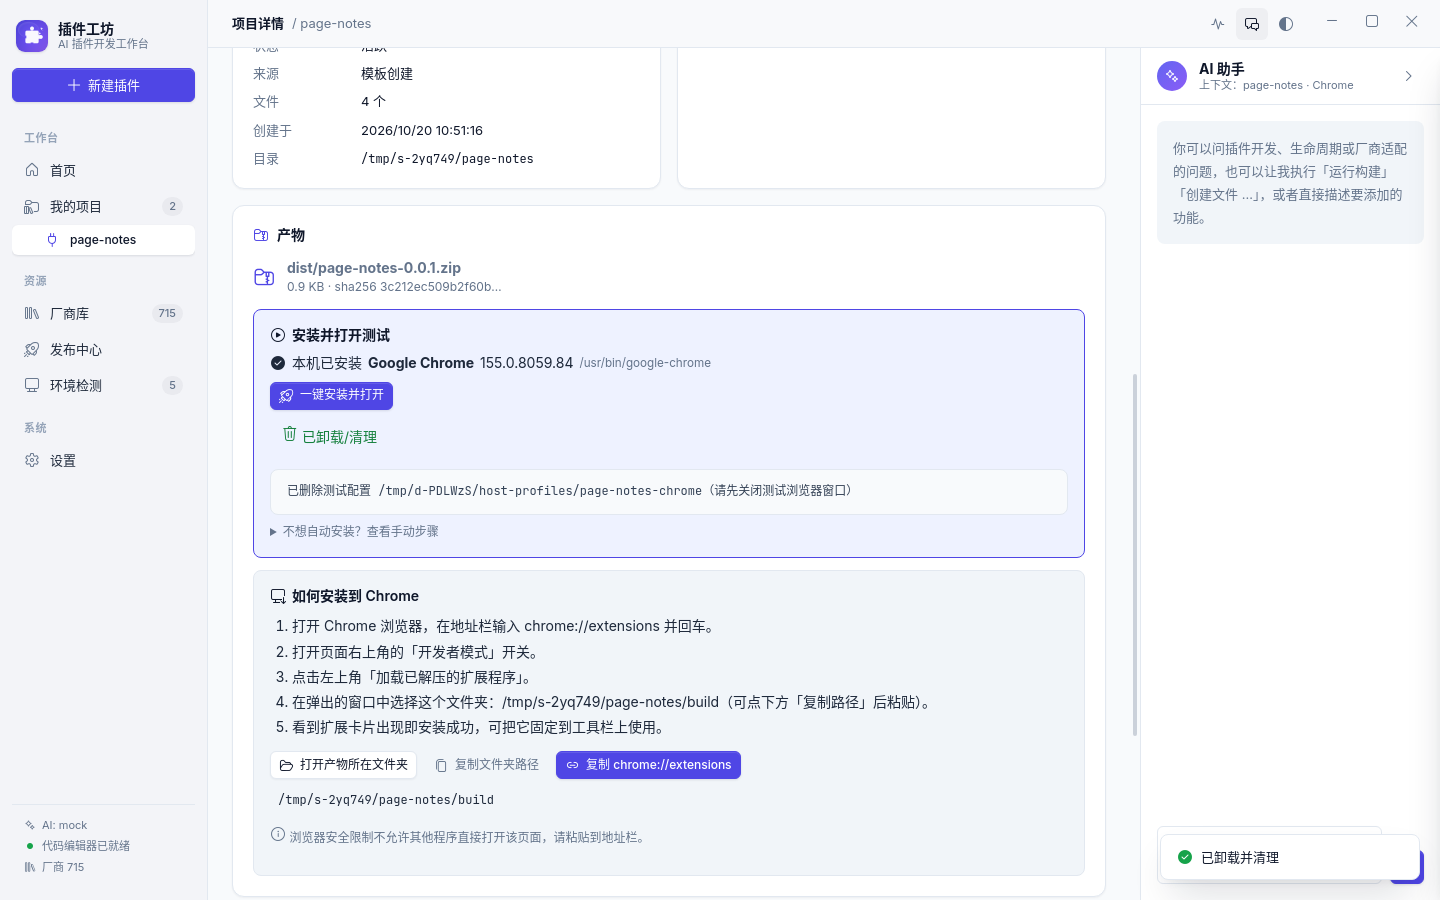 插件工坊
AI 插件开发工作台
新建插件
工作台
首页
我的项目 2
page-notes
资源
厂商库 715
发布中心
环境检测 5
系统
设置
AI: mock
代码编辑器已就绪
厂商 715
项目详情 / page-notes
来源 模板创建
文件 4 个
创建于 2026/10/20 10:51:16
目录 /tmp/s-2yq749/page-notes
产物
dist/page-notes-0.0.1.zip
0.9 KB · sha256 3c212ec509b2f60b…
安装并打开测试
本机已安装 Google Chrome 155.0.8059.84 /usr/bin/google-chrome
一键安装并打开
已卸载/清理
已删除测试配置 /tmp/d-PDLWzS/host-profiles/page-notes-chrome（请先关闭测试浏览器窗口）
不想自动安装？查看手动步骤
如何安装到 Chrome
1. 打开 Chrome 浏览器，在地址栏输入 chrome://extensions 并回车。
2. 打开页面右上角的「开发者模式」开关。
3. 点击左上角「加载已解压的扩展程序」。
4. 在弹出的窗口中选择这个文件夹：/tmp/s-2yq749/page-notes/build（可点下方「复制路径」后粘贴）。
5. 看到扩展卡片出现即安装成功，可把它固定到工具栏上使用。
打开产物所在文件夹 复制文件夹路径 复制 chrome://extensions
/tmp/s-2yq749/page-notes/build
浏览器安全限制不允许其他程序直接打开该页面，请粘贴到地址栏。
AI 助手
上下文：page-notes · Chrome
你可以问插件开发、生命周期或厂商适配
的问题，也可以让我执行「运行构建」
「创建文件 …」，或者直接描述要添加的
功能。
已卸载并清理